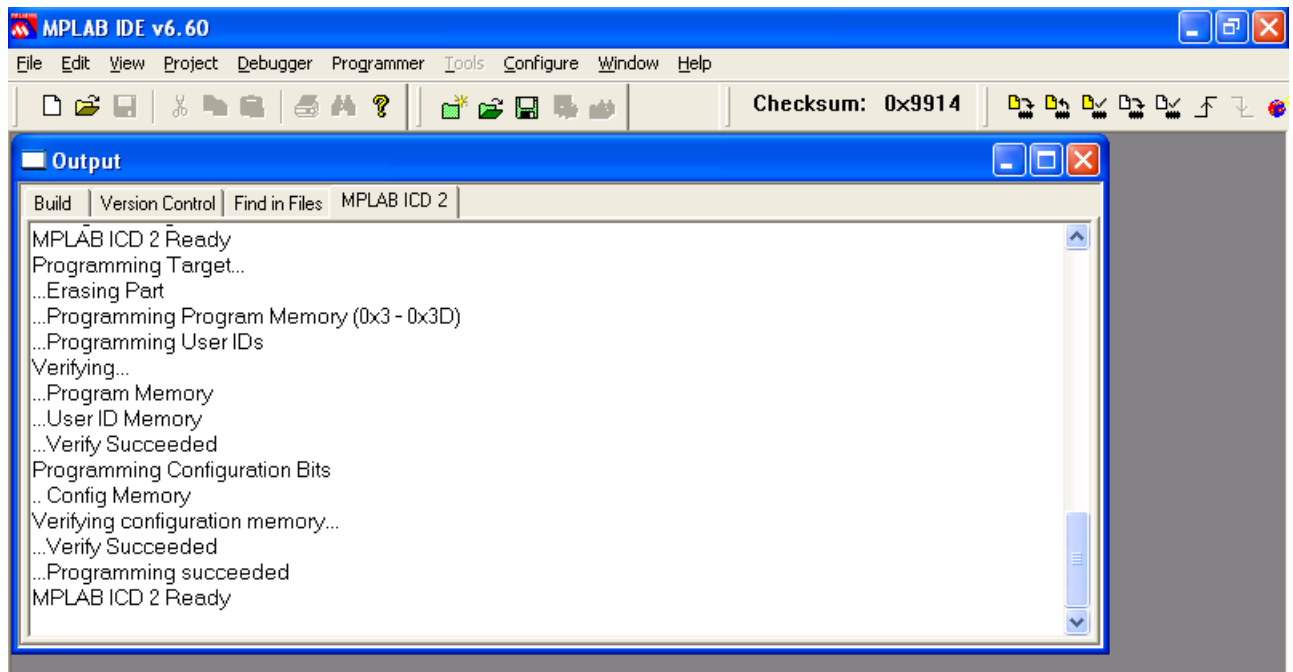 MPLAB IDE v6.60
File Edit View Project Debugger Programmer Tools Configure Window Help
Checksum: 0x9914
Output
Build Version Control Find in Files MPLAB ICD 2
MPLAB ICD 2 Ready
Programming Target...
...Erasing Part
...Programming Program Memory (0x3 - 0x3D)
...Programming User IDs
Verifying...
...Program Memory
...User ID Memory
...Verify Succeeded
Programming Configuration Bits
.. Config Memory
Verifying configuration memory...
...Verify Succeeded
...Programming succeeded
MPLAB ICD 2 Ready